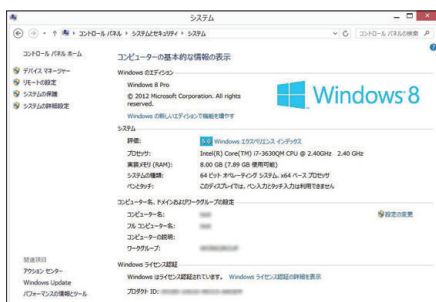 システム
コントロール パネル ▸ システムとセキュリティ ▸ システム
コントロール パネルの検索
コントロール パネル ホーム
デバイス マネージャー
リモートの設定
システムの保護
システムの詳細設定
コンピューターの基本的な情報の表示
Windows のエディション
Windows 8 Pro
© 2012 Microsoft Corporation. All rights
reserved.
Windows の新しいエディションで機能を増やす
Windows 8
システム
評価: Windows エクスペリエンス インデックス
プロセッサ: Intel(R) Core(TM) i7-3630QM CPU @ 2.40GHz 2.40 GHz
実装メモリ (RAM): 8.00 GB (7.89 GB 使用可能)
システムの種類: 64 ビット オペレーティング システム、x64 ベース プロセッサ
ペンとタッチ: このディスプレイでは、ペン入力とタッチ入力は利用できません
コンピューター名、ドメインおよびワークグループの設定
コンピューター名:
設定の変更
フル コンピューター名:
コンピューターの説明:
ワークグループ:
Windows ライセンス認証
Windows はライセンス認証されています。 Windows ライセンス認証の詳細を表示
プロダクト ID:
関連項目
アクション センター
Windows Update
パフォーマンスの情報とツール